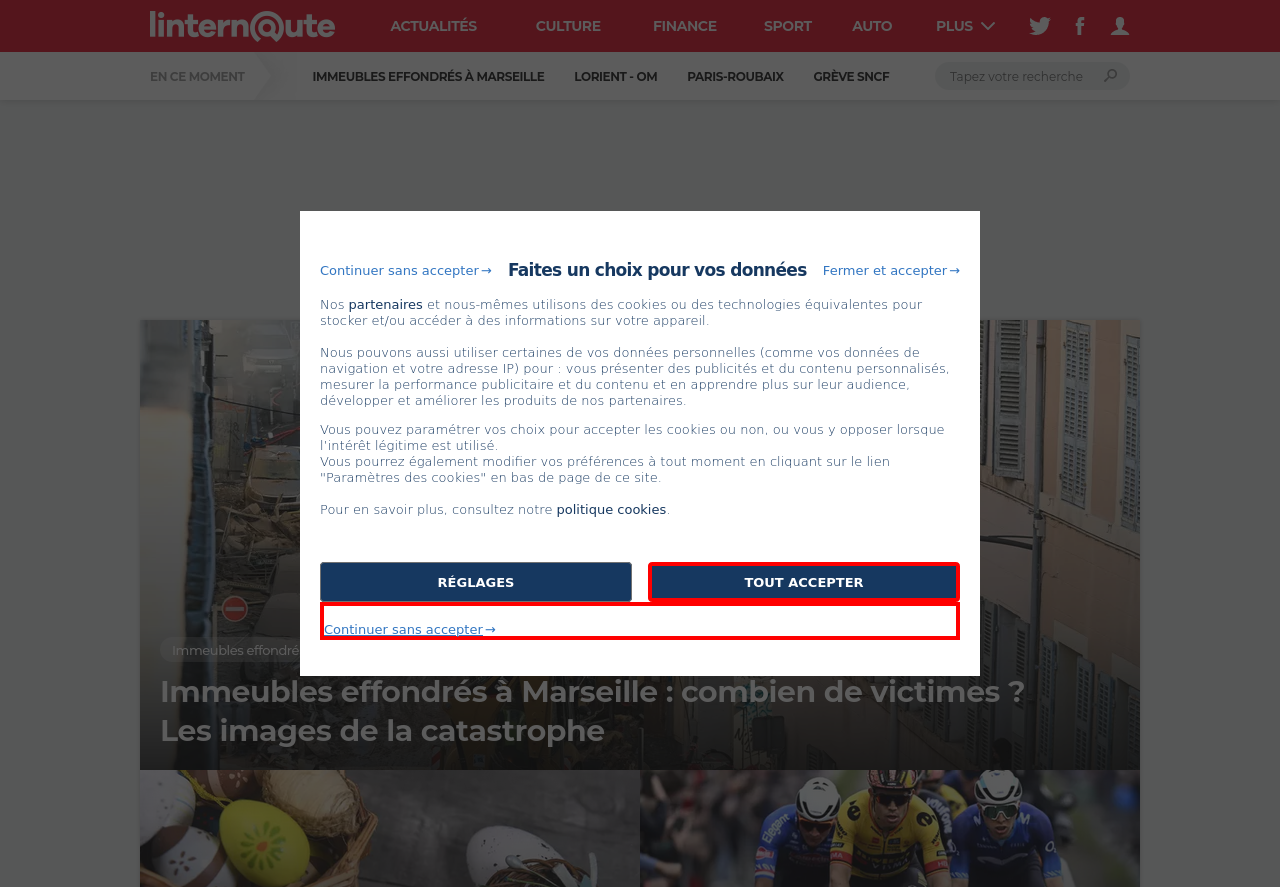 lintern@ute
ACTUALITÉS CULTURE FINANCE SPORT AUTO PLUS
EN CE MOMENT IMMEUBLES EFFONDRÉS À MARSEILLE LORIENT - OM PARIS-ROUBAIX GRÈVE SNCF Tapez votre recherche
Continuer sans accepter→ Faites un choix pour vos données Fermer et accepter→
Nos partenaires et nous-mêmes utilisons des cookies ou des technologies équivalentes pour
stocker et/ou accéder à des informations sur votre appareil.
Nous pouvons aussi utiliser certaines de vos données personnelles (comme vos données de
navigation et votre adresse IP) pour : vous présenter des publicités et du contenu personnalisés,
mesurer la performance publicitaire et du contenu et en apprendre plus sur leur audience,
développer et améliorer les produits de nos partenaires.
Vous pouvez paramétrer vos choix pour accepter les cookies ou non, ou vous y opposer lorsque
l'intérêt légitime est utilisé.
Vous pourrez également modifier vos préférences à tout moment en cliquant sur le lien
"Paramètres des cookies" en bas de page de ce site.
Pour en savoir plus, consultez notre politique cookies.
RÉGLAGES TOUT ACCEPTER
Continuer sans accepter→
Immeubles effondré
Immeubles effondrés à Marseille : combien de victimes ?
Les images de la catastrophe
Elegant